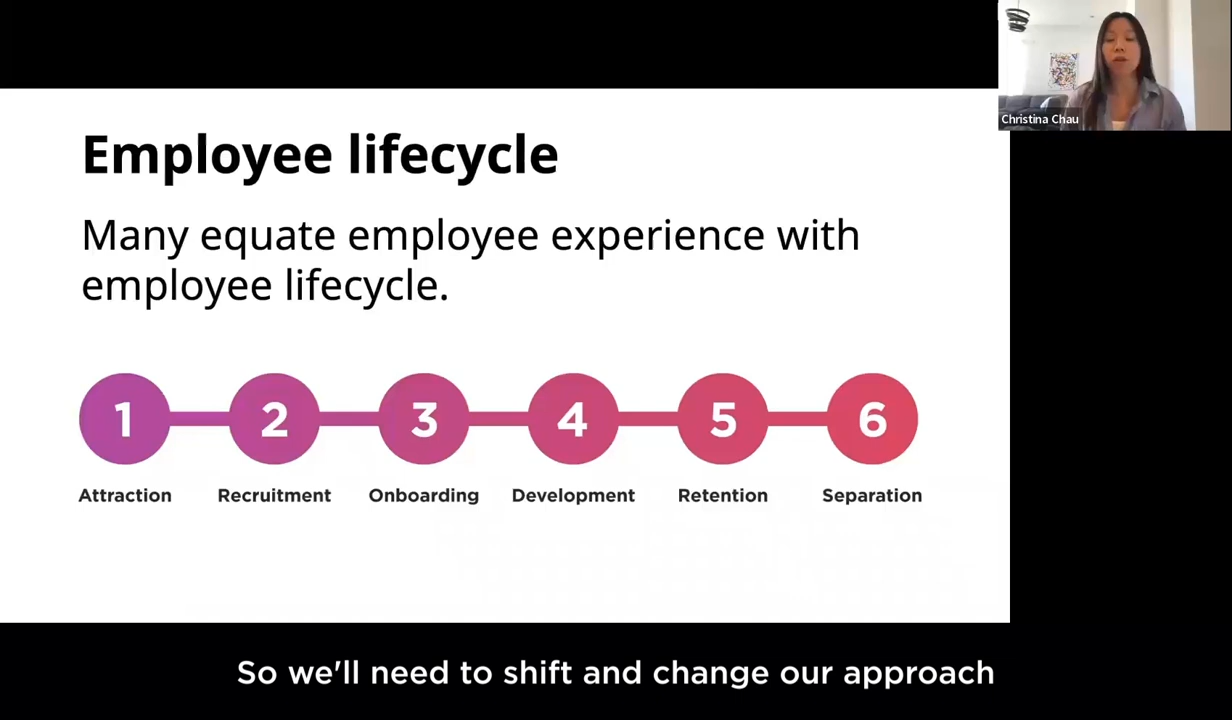 Christina Chau
Employee lifecycle
Many equate employee experience with
employee lifecycle.
1 2 3 4 5 6
Attraction Recruitment Onboarding Development Retention Separation
So we'll need to shift and change our approach